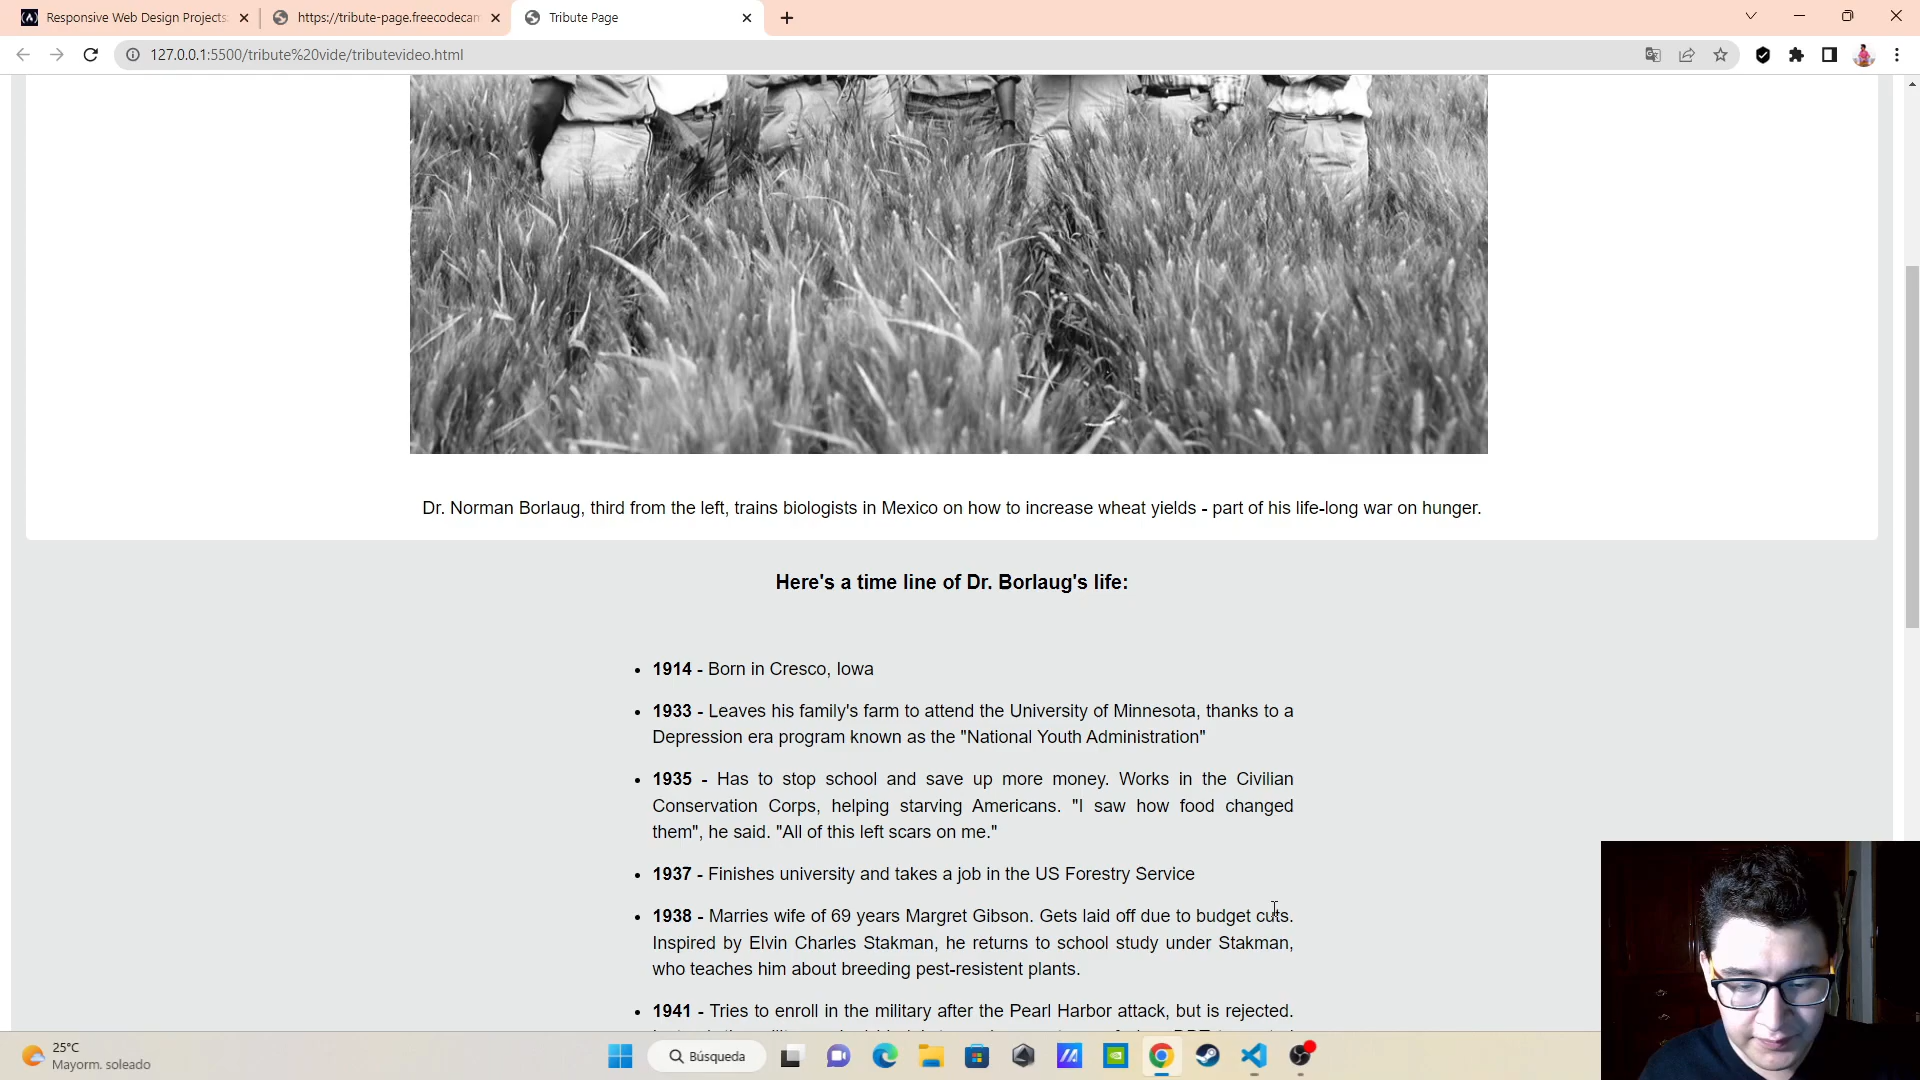 Responsive Web Design Projects:
https://tribute-page.freecodecam
Tribute Page
127.0.0.1:5500/tribute%20vide/tributevideo.html
Dr. Norman Borlaug, third from the left, trains biologists in Mexico on how to increase wheat yields - part of his life-long war on hunger.
Here's a time line of Dr. Borlaug's life:
• 1914 - Born in Cresco, Iowa
• 1933 - Leaves his family's farm to attend the University of Minnesota, thanks to a
Depression era program known as the "National Youth Administration"
• 1935 - Has to stop school and save up more money. Works in the Civilian
Conservation Corps, helping starving Americans. "I saw how food changed
them", he said. "All of this left scars on me."
• 1937 - Finishes university and takes a job in the US Forestry Service
• 1938 - Marries wife of 69 years Margret Gibson. Gets laid off due to budget cuts.
Inspired by Elvin Charles Stakman, he returns to school study under Stakman,
who teaches him about breeding pest-resistent plants.
• 1941 - Tries to enroll in the military after the Pearl Harbor attack, but is rejected.
25°C
Mayorm. soleado
Búsqueda